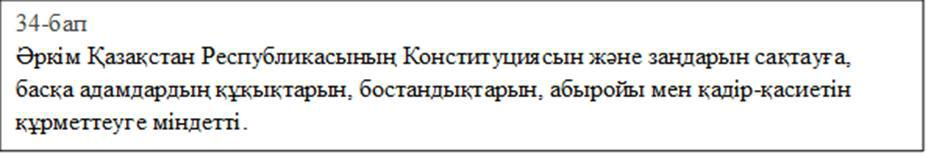 34-бап
Әркім Қазақстан Республикасының Конституциясын және заңдарын сақтауға,
басқа адамдардың құқықтарын, бостандықтарын, абыройы мен қадір-қасиетін
құрметтеуге міндетті.